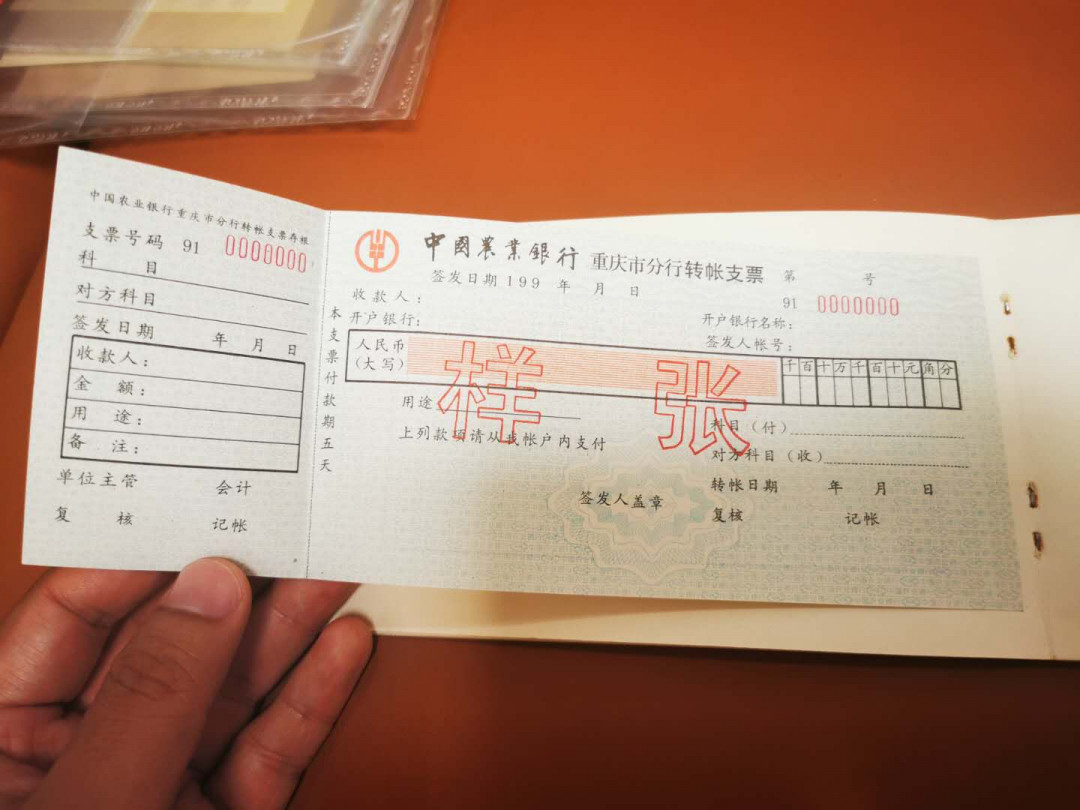 中国农业银行重庆市分行转帐支票存根
支票号码 91 0000000
科 目
对方科目
签发日期 年 月 日
收款人：
金 额：
用 途：
备 注：
单位主管 会计
复 核 记帐
本支票付款期五天
中國農業銀行 重庆市分行转帐支票 第 号
签发日期 199 年 月 日
91 0000000
收款人：
开户银行名称：
开户银行：
签发人帐号：
人民币
(大写)
千百十万千百十元角分
样 张
用途：
科目（付）
上列款项请从我帐户内支付
对方科目（收）
转帐日期 年 月 日
签发人盖章
复核 记帐